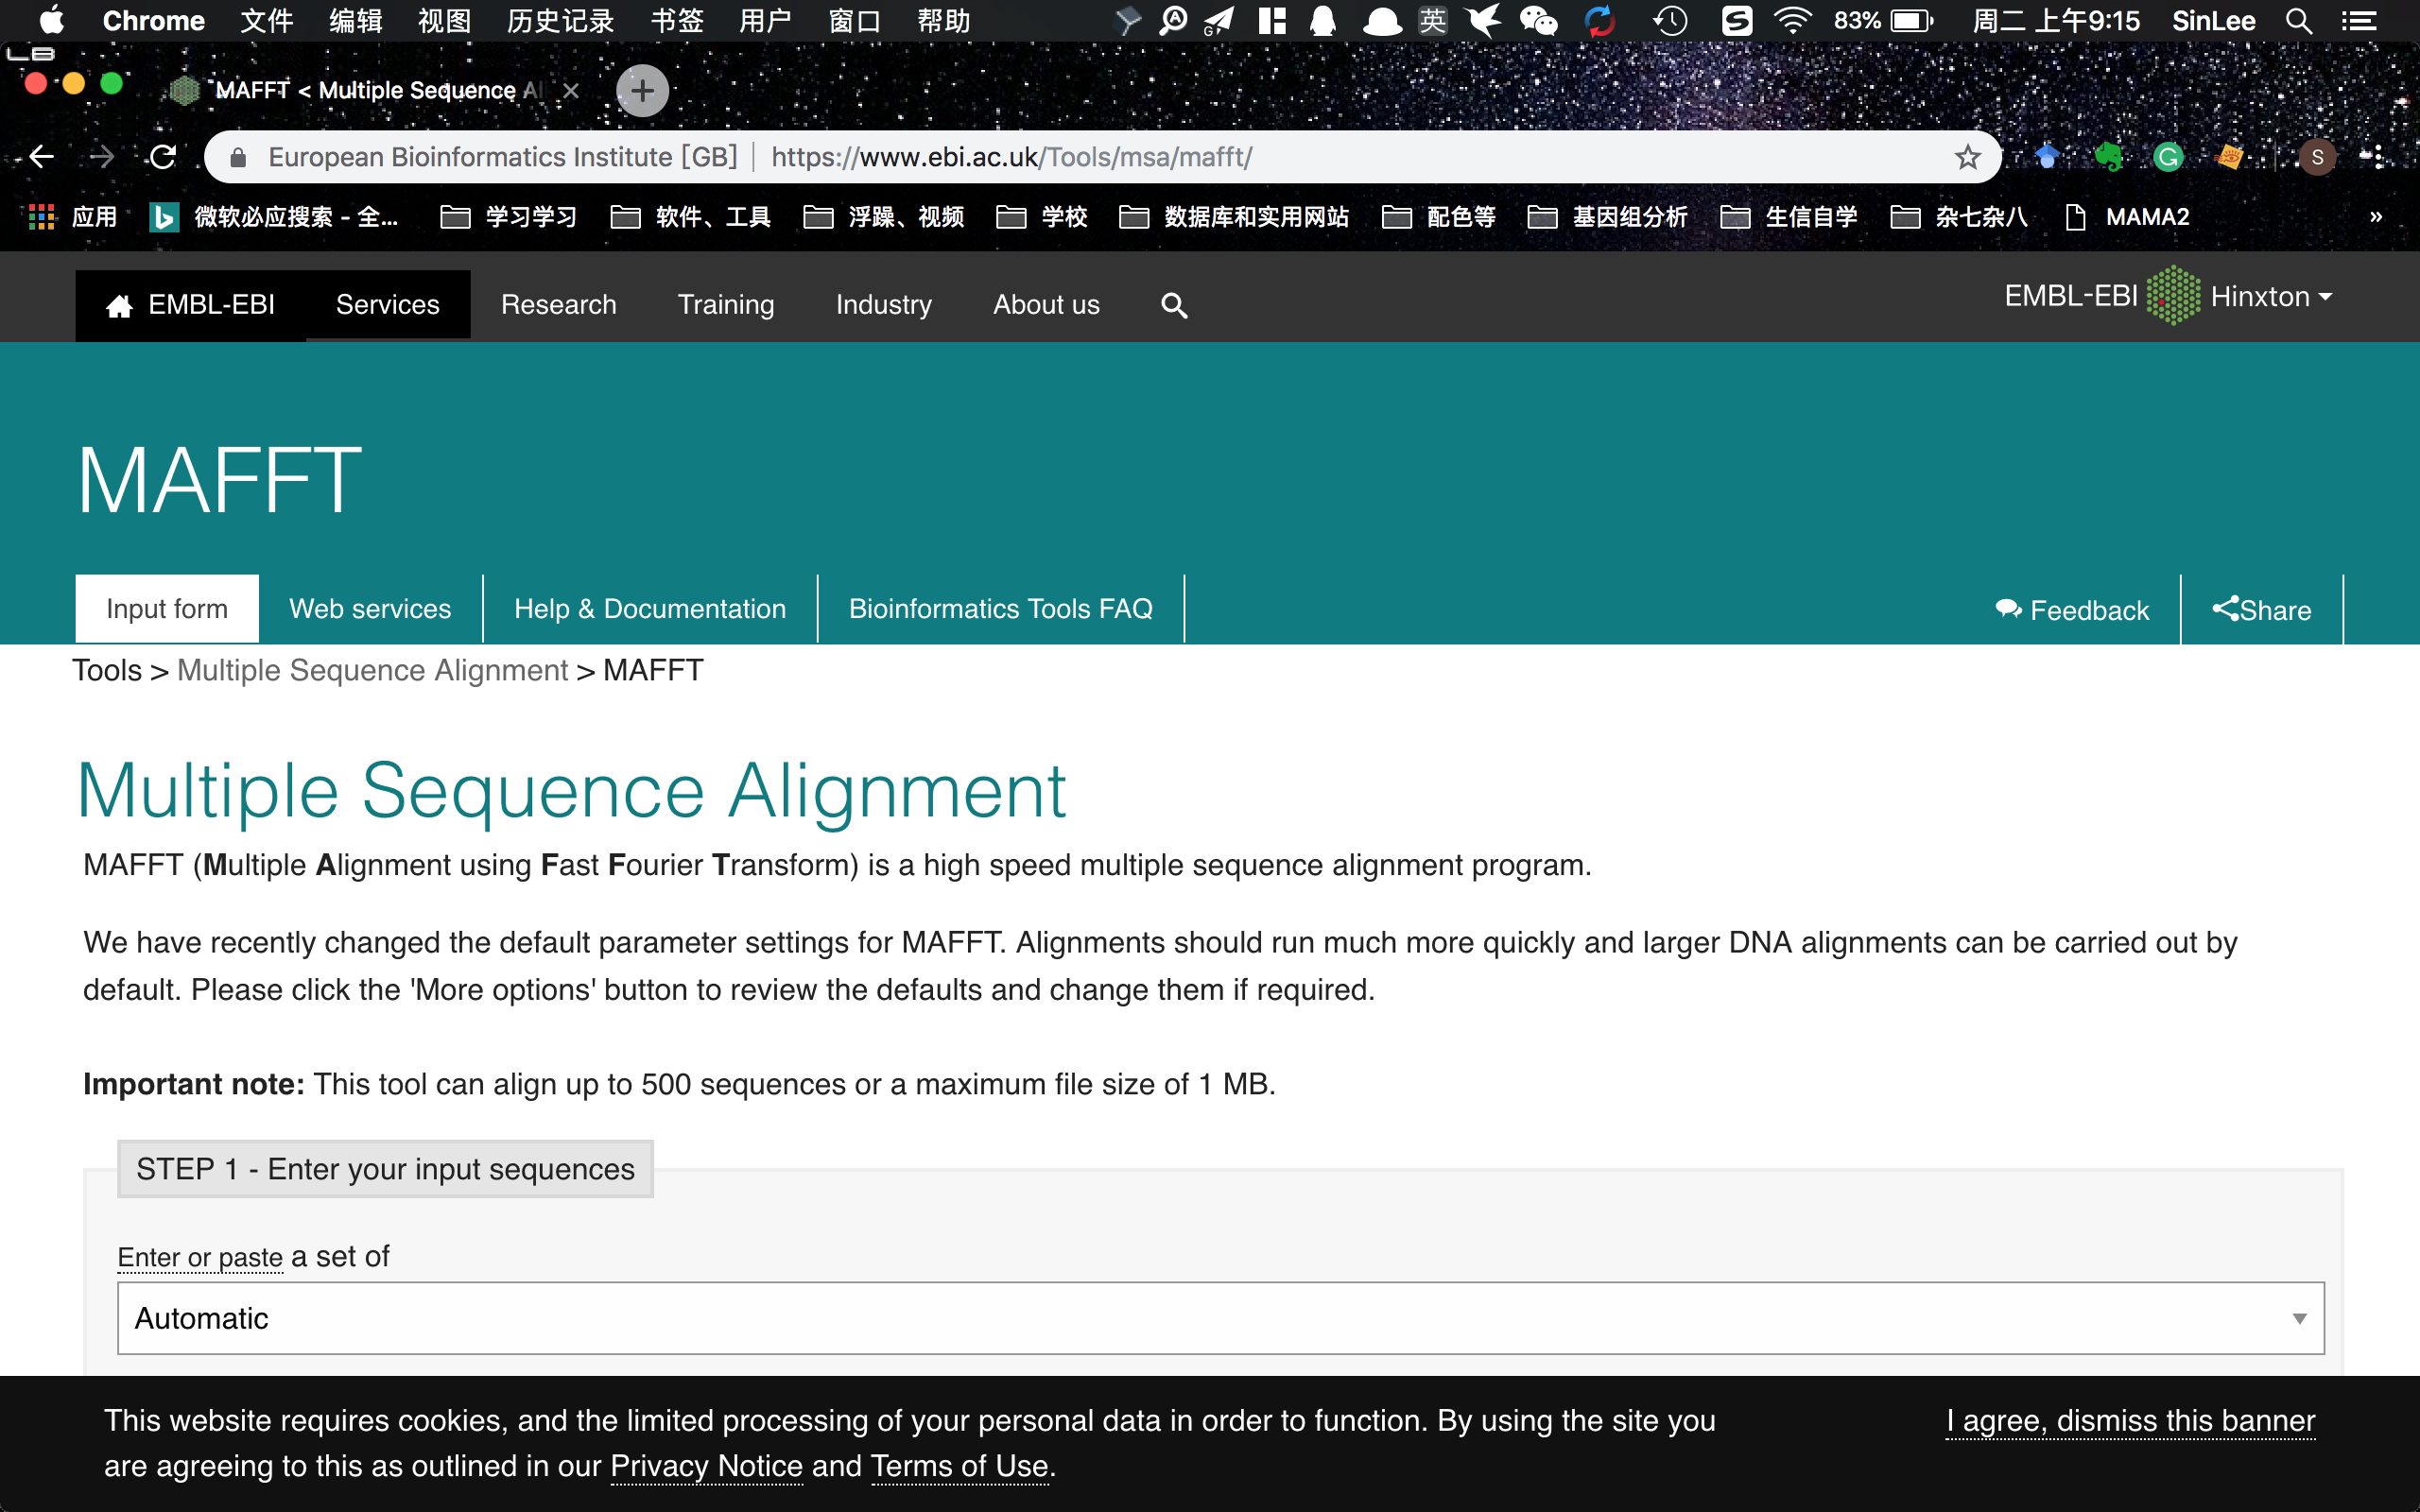 Chrome 文件 编辑 视图 历史记录 书签 用户 窗口 帮助 英 83% 周二 上午9:15 SinLee
MAFFT < Multiple Sequence Al
European Bioinformatics Institute [GB] https://www.ebi.ac.uk/Tools/msa/mafft/
应用 微软必应搜索 - 全... 学习学习 软件、工具 浮躁、视频 学校 数据库和实用网站 配色等 基因组分析 生信自学 杂七杂八 MAMA2 »
EMBL-EBI Services Research Training Industry About us EMBL-EBI Hinxton
MAFFT
Input form Web services Help & Documentation Bioinformatics Tools FAQ Feedback Share
Tools > Multiple Sequence Alignment > MAFFT
Multiple Sequence Alignment
MAFFT (Multiple Alignment using Fast Fourier Transform) is a high speed multiple sequence alignment program.
We have recently changed the default parameter settings for MAFFT. Alignments should run much more quickly and larger DNA alignments can be carried out by
default. Please click the 'More options' button to review the defaults and change them if required.
Important note: This tool can align up to 500 sequences or a maximum file size of 1 MB.
STEP 1 - Enter your input sequences
Enter or paste a set of
Automatic
This website requires cookies, and the limited processing of your personal data in order to function. By using the site you I agree, dismiss this banner
are agreeing to this as outlined in our Privacy Notice and Terms of Use.